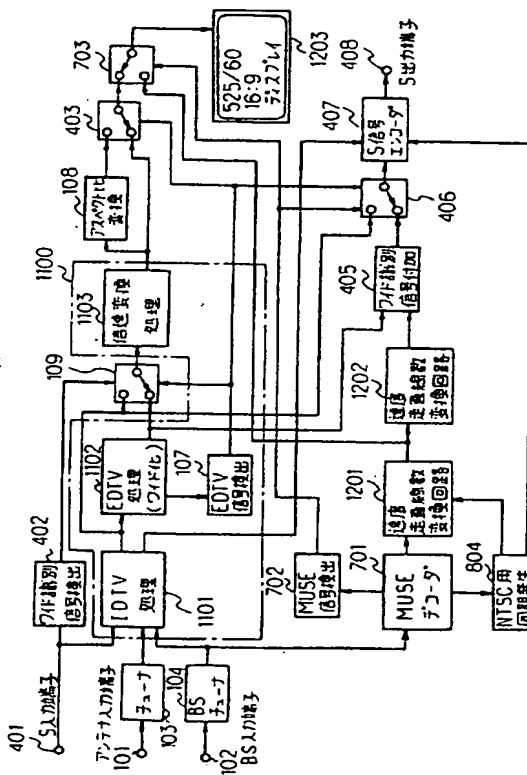 401
S入力端子
402
ワイド識別
信号検出
アンテナ入力端子
101
チューナ
103
104
BS
チューナ
102
BS入力端子
IDTV
処理
1101
1102
EDTV
処理
(ワイド化)
107
EDTV
信号検出
109
1100
1103
倍速変換
処理
108
アスペクト比
変換
403
703
525/60
16:9
ディスプレイ
1203
702
MUSE
信号検出
701
MUSE
デコーダ
804
NTSC用
同期発生
1201
速度
走査線数
変換回路
1202
速度
走査線数
変換回路
405
ワイド識別
信号付加
406
407
S信号
エンコーダ
408
S出力端子